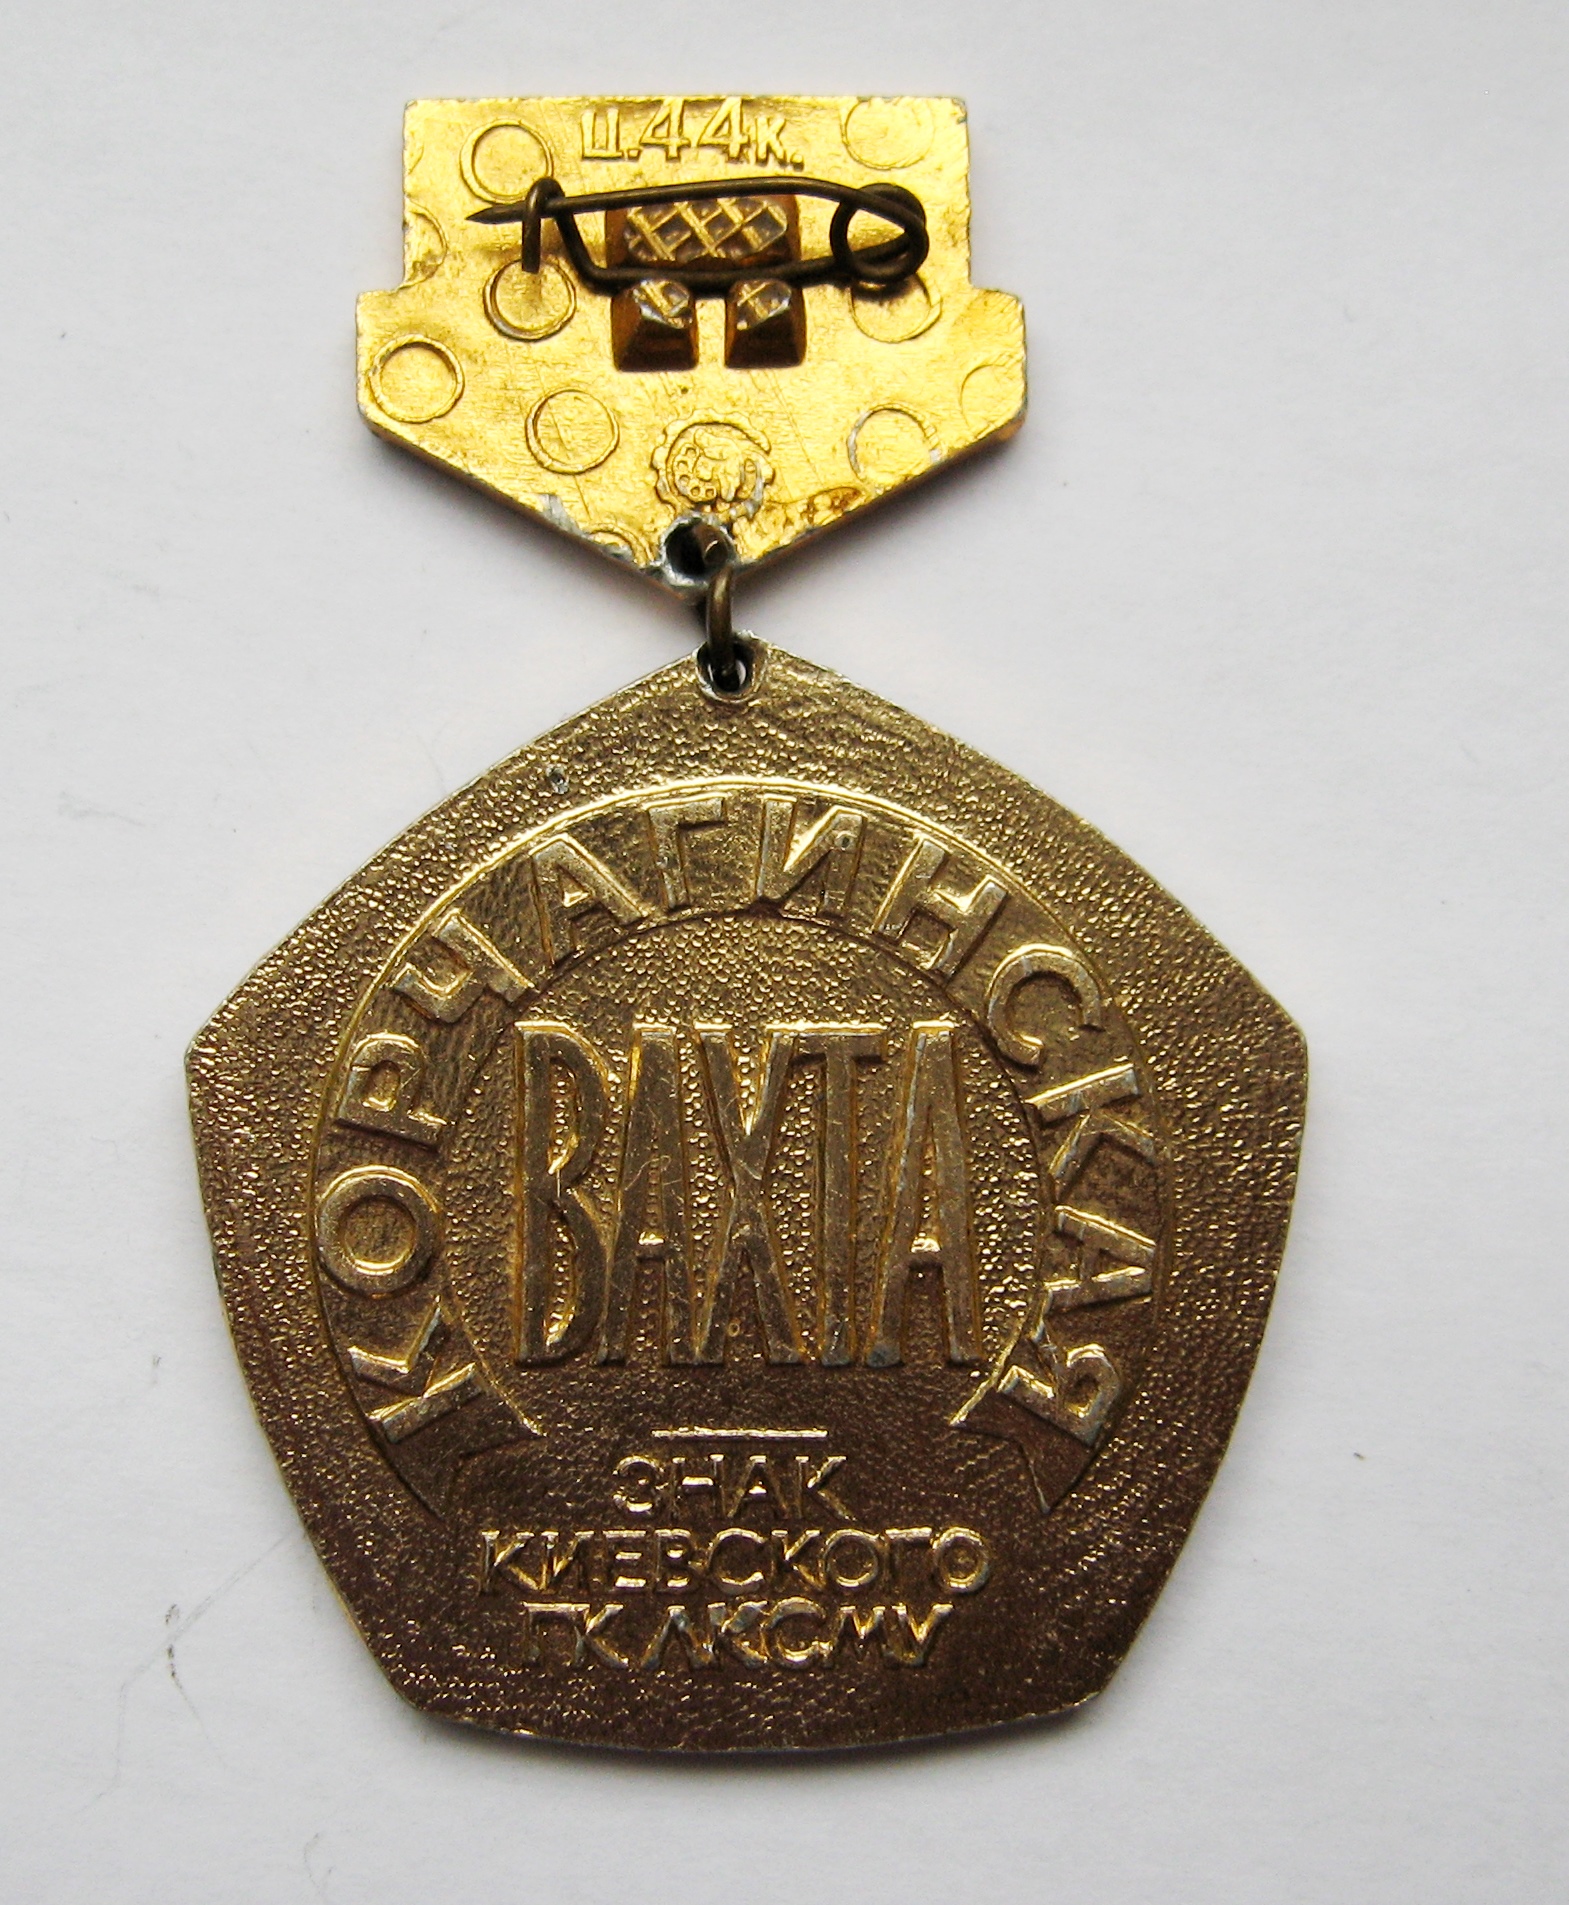 Ц.44к.
КОРЧАГИНСКАЯ
ВАХТА
ЗНАК
КИЕВСКОГО
ГК ЛКСМУ